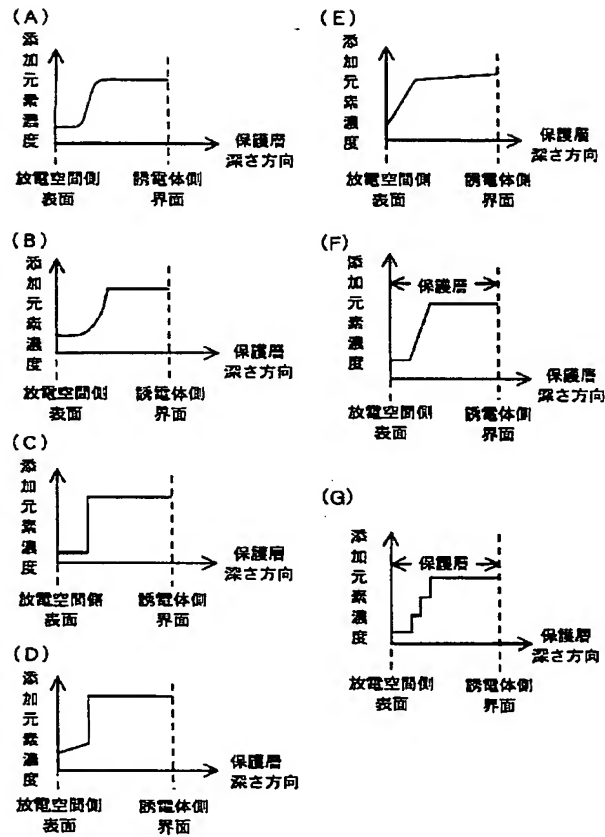 (A)
添加元素濃度
保護層
深さ方向
放電空間側
表面
誘電体側
界面
(B)
添加元素濃度
保護層
深さ方向
放電空間側
表面
誘電体側
界面
(C)
添加元素濃度
保護層
深さ方向
放電空間側
表面
誘電体側
界面
(D)
添加元素濃度
保護層
深さ方向
放電空間側
表面
誘電体側
界面
(E)
添加元素濃度
保護層
深さ方向
放電空間側
表面
誘電体側
界面
(F)
添加元素濃度
保護層
保護層
深さ方向
放電空間側
表面
誘電体側
界面
(G)
添加元素濃度
保護層
保護層
深さ方向
放電空間側
表面
誘電体側
界面